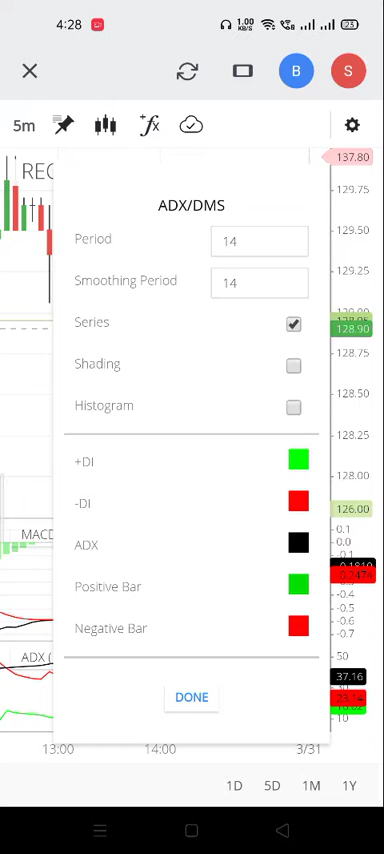 4:28
1.00
KB/S
23
B
S
5m
fx
137.80
REC
129.75
ADX/DMS
Period
14
129.50
Smoothing Period
14
129.25
Series
128.90
Shading
128.75
128.50
Histogram
128.25
+DI
128.00
-DI
126.00
MACD
0.1
0.0
ADX
-0.1
Positive Bar
-0.4
-0.5
-0.6
Negative Bar
-0.7
ADX (
50
37.16
DONE
10
13:00
14:00
3/31
1D
5D
1M
1Y